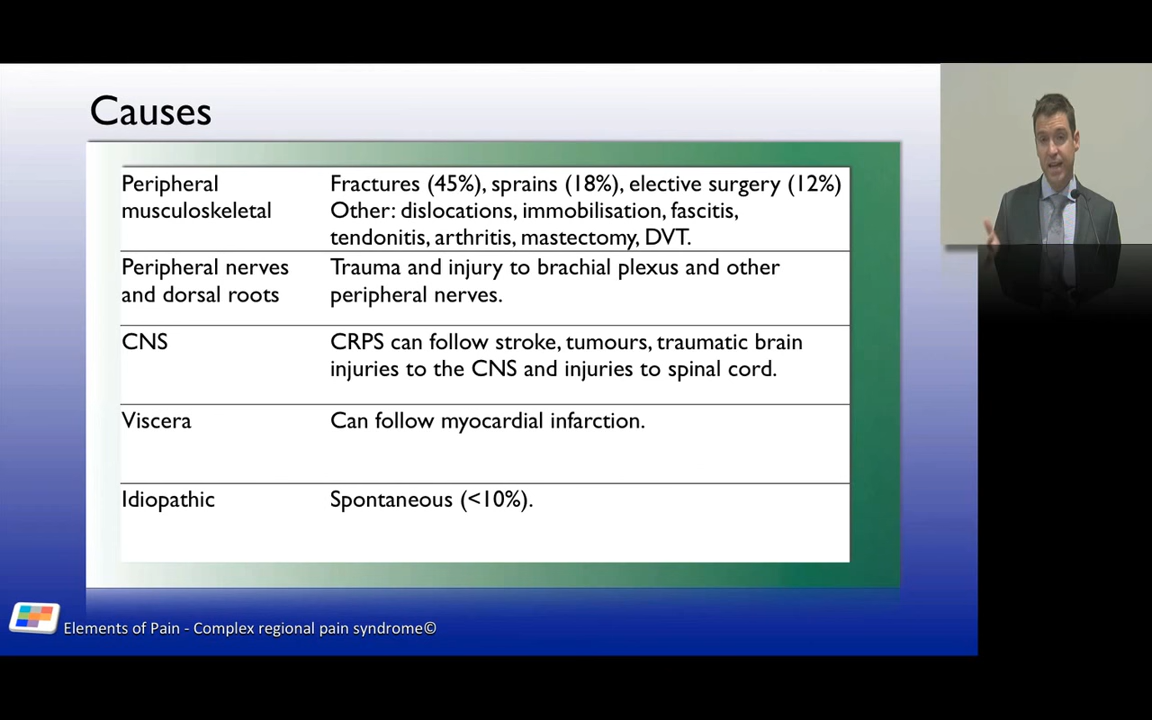 Causes
Peripheral
musculoskeletal
Fractures (45%), sprains (18%), elective surgery (12%)
Other: dislocations, immobilisation, fascitis,
tendonitis, arthritis, mastectomy, DVT.
Peripheral nerves
and dorsal roots
Trauma and injury to brachial plexus and other
peripheral nerves.
CNS
CRPS can follow stroke, tumours, traumatic brain
injuries to the CNS and injuries to spinal cord.
Viscera
Can follow myocardial infarction.
Idiopathic
Spontaneous (<10%).
Elements of Pain - Complex regional pain syndrome©